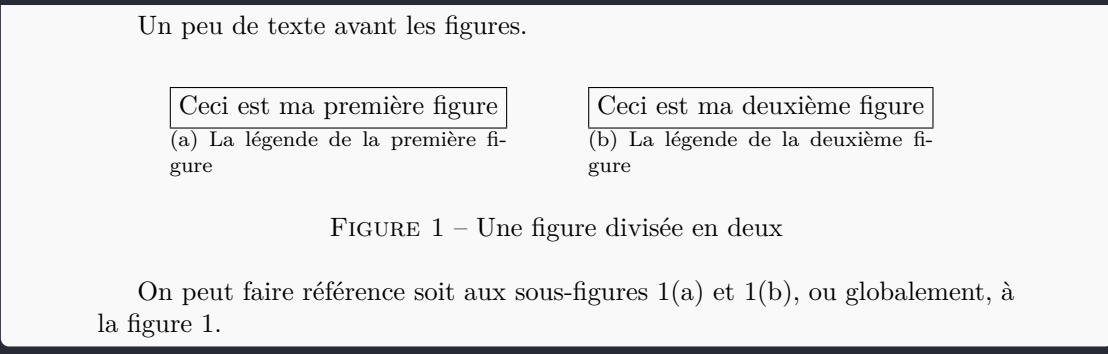 Un peu de texte avant les figures.
Ceci est ma première figure
(a) La légende de la première fi-
gure
Ceci est ma deuxième figure
(b) La légende de la deuxième fi-
gure
FIGURE 1 – Une figure divisée en deux
On peut faire référence soit aux sous-figures 1(a) et 1(b), ou globalement, à
la figure 1.